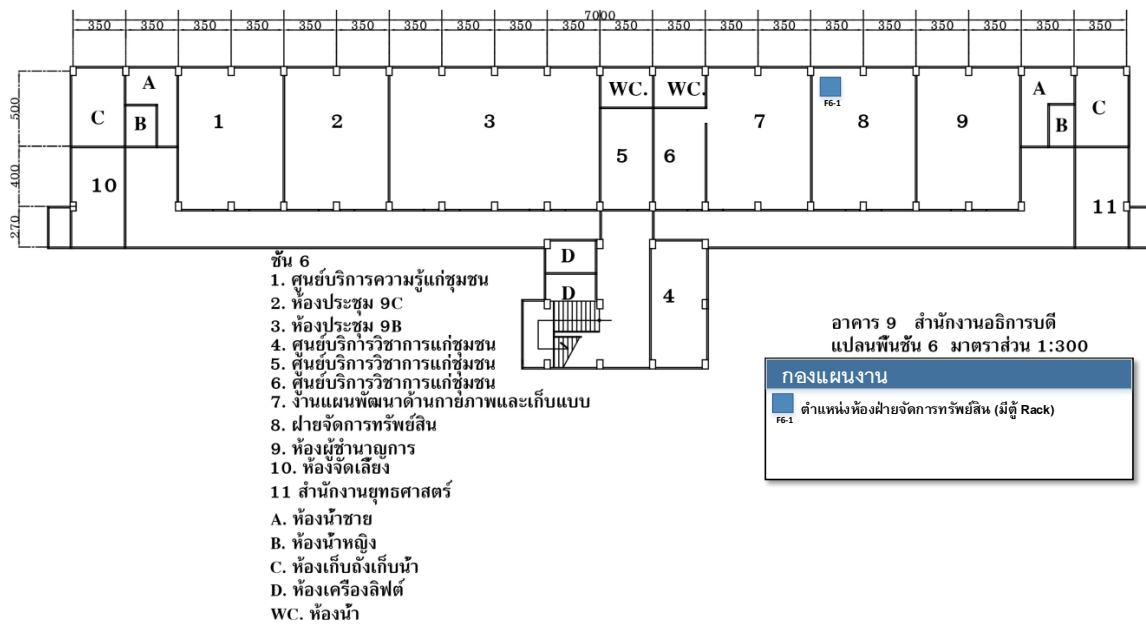 7000
350 350 350 350 350 350 350 350 350 350 350 350 350 350 350 350 350 350 350 350
500
400
270
A
C
B
1
2
3
WC.
WC.
5
6
7
F6-1
8
9
A
B
C
10
11
D
D
4
ชั้น 6
1. ศูนย์บริการความรู้แก่ชุมชน
2. ห้องประชุม 9C
3. ห้องประชุม 9B
4. ศูนย์บริการวิชาการแก่ชุมชน
5. ศูนย์บริการวิชาการแก่ชุมชน
6. ศูนย์บริการวิชาการแก่ชุมชน
7. งานแผนพัฒนาด้านกายภาพและเก็บแบบ
8. ฝ่ายจัดการทรัพย์สิน
9. ห้องผู้ชำนาญการ
10. ห้องจัดเลี้ยง
11 สำนักงานยุทธศาสตร์
A. ห้องน้ำชาย
B. ห้องน้ำหญิง
C. ห้องเก็บถังเก็บน้ำ
D. ห้องเครื่องลิฟต์
WC. ห้องน้ำ
อาคาร 9 สำนักงานอธิการบดี
แปลนพื้นชั้น 6 มาตราส่วน 1:300
กองแผนงาน
F6-1 ตำแหน่งห้องฝ่ายจัดการทรัพย์สิน (มีตู้ Rack)